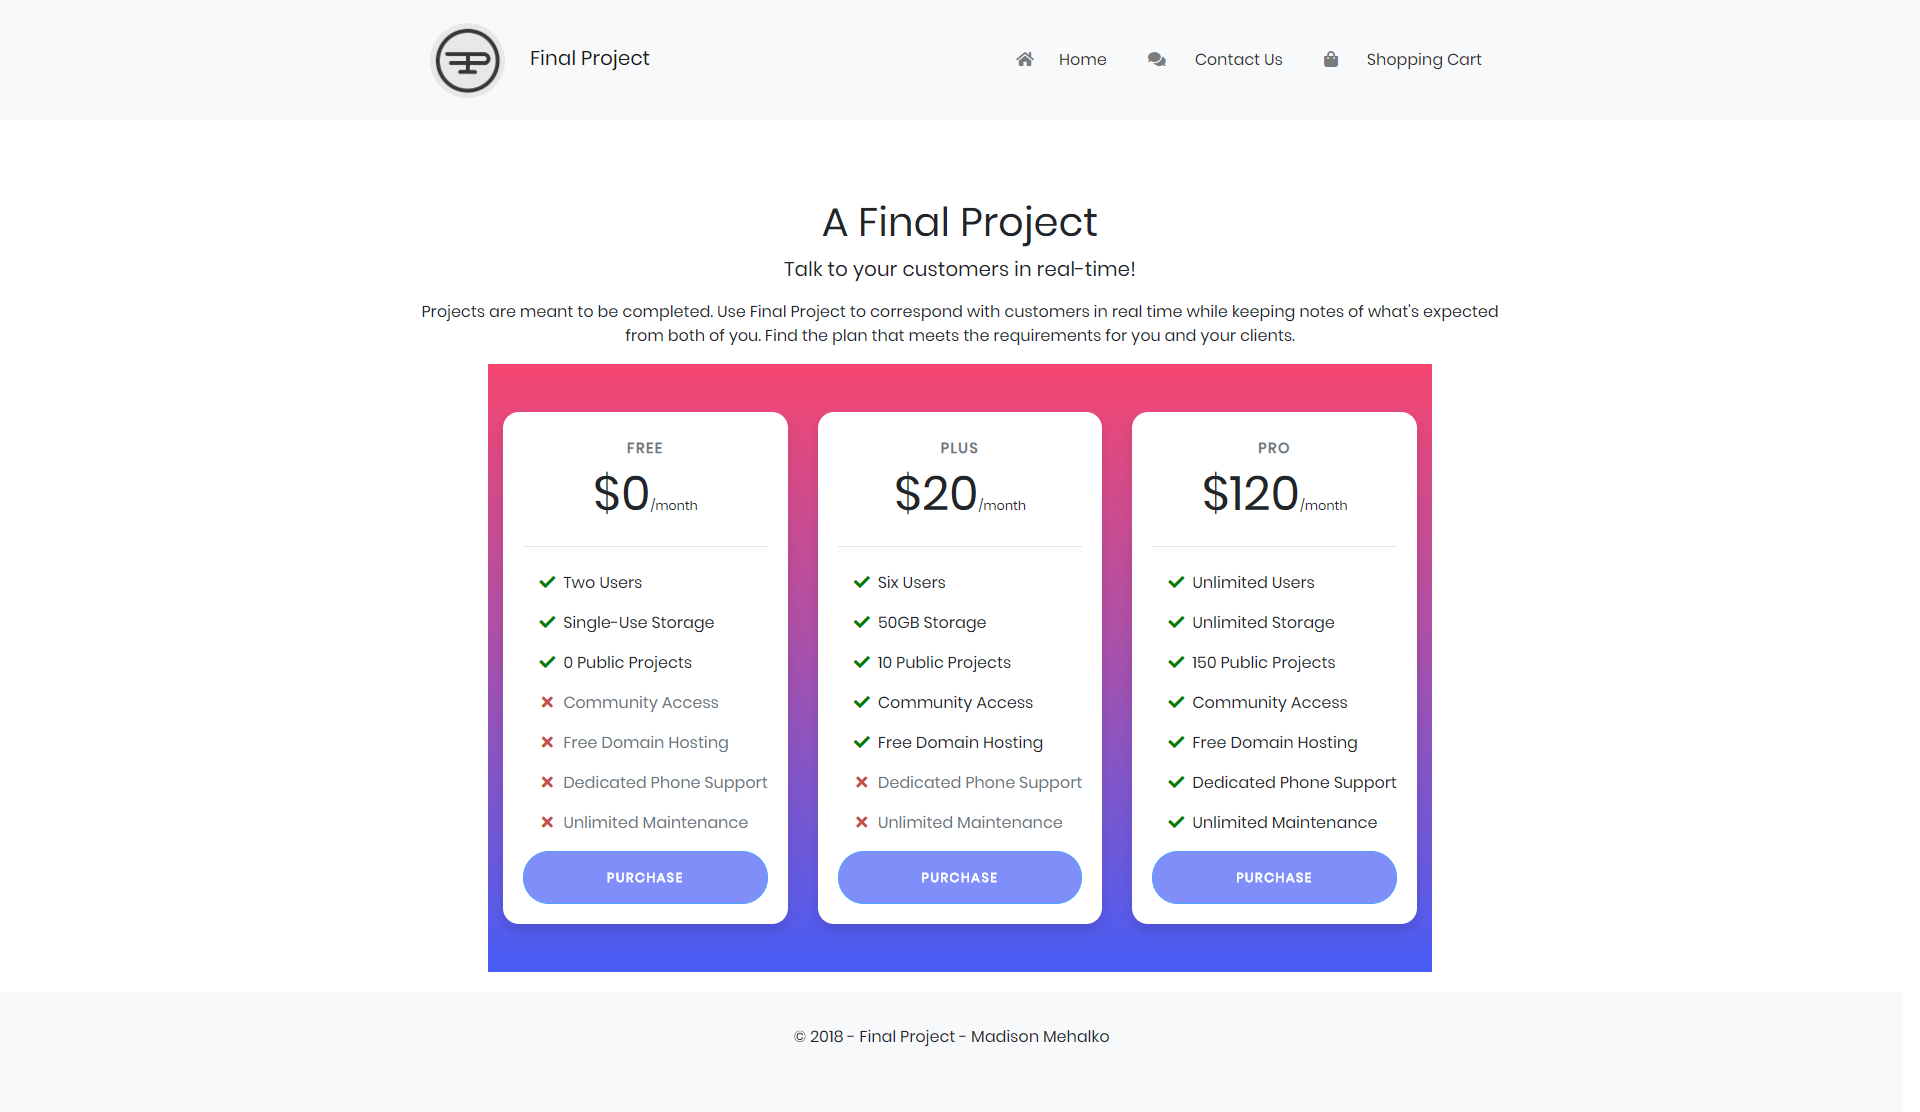 Final Project
Home
Contact Us
Shopping Cart
A Final Project
Talk to your customers in real-time!
Projects are meant to be completed. Use Final Project to correspond with customers in real time while keeping notes of what's expected
from both of you. Find the plan that meets the requirements for you and your clients.
FREE
$0/month
Two Users
Single-Use Storage
0 Public Projects
Community Access
Free Domain Hosting
Dedicated Phone Support
Unlimited Maintenance
PURCHASE
PLUS
$20/month
Six Users
50GB Storage
10 Public Projects
Community Access
Free Domain Hosting
Dedicated Phone Support
Unlimited Maintenance
PURCHASE
PRO
$120/month
Unlimited Users
Unlimited Storage
150 Public Projects
Community Access
Free Domain Hosting
Dedicated Phone Support
Unlimited Maintenance
PURCHASE
© 2018 - Final Project - Madison Mehalko